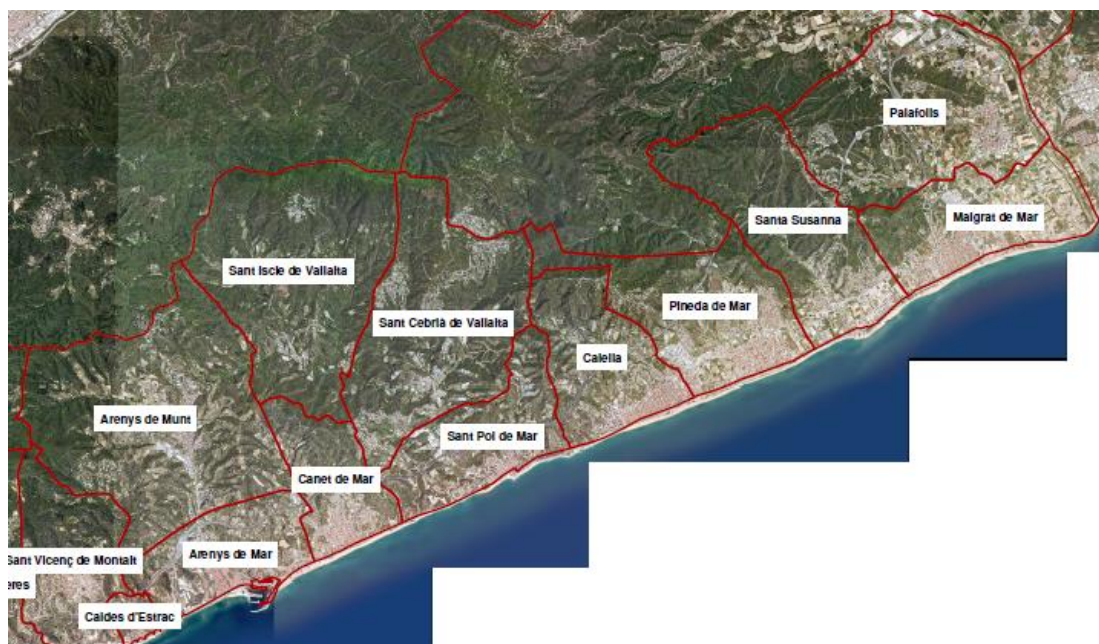 Palafolls
Santa Susanna
Malgrat de Mar
Sant Iscle de Vallalta
Pineda de Mar
Sant Cebrià de Vallalta
Calella
Arenys de Munt
Sant Pol de Mar
Canet de Mar
Arenys de Mar
Sant Vicenç de Montalt
eres
Caldes d'Estrac